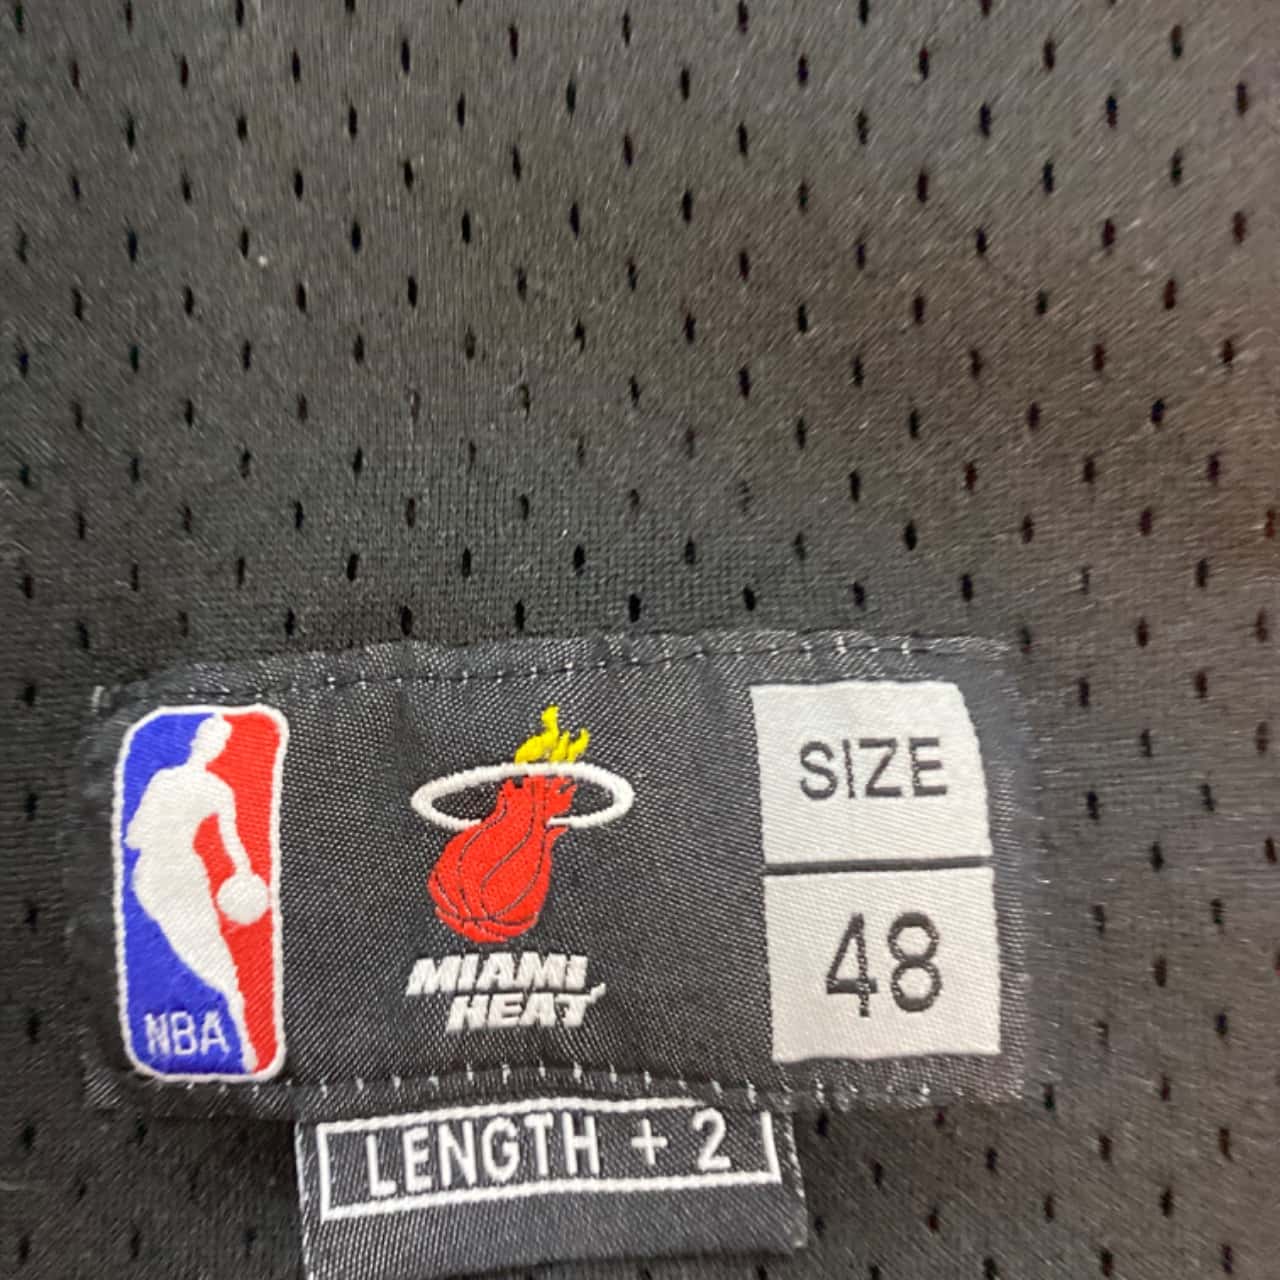 NBA
MIAMI
HEAT
SIZE
48
LENGTH + 2